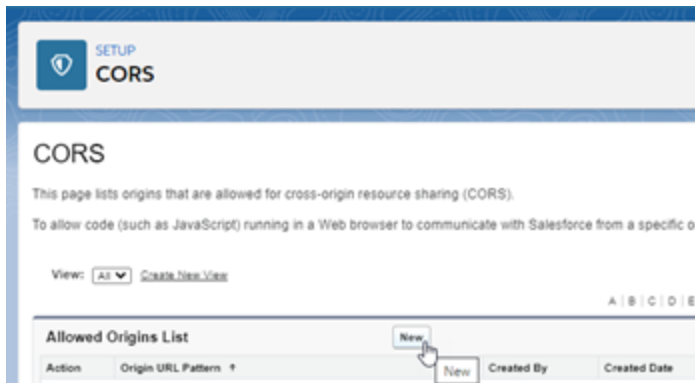 SETUP
CORS
CORS
This page lists origins that are allowed for cross-origin resource sharing (CORS).
To allow code (such as JavaScript) running in a Web browser to communicate with Salesforce from a specific o
View: All Create New View
A | B | C | D | E
Allowed Origins List New
New
Action Origin URL Pattern ↑ Created By Created Date